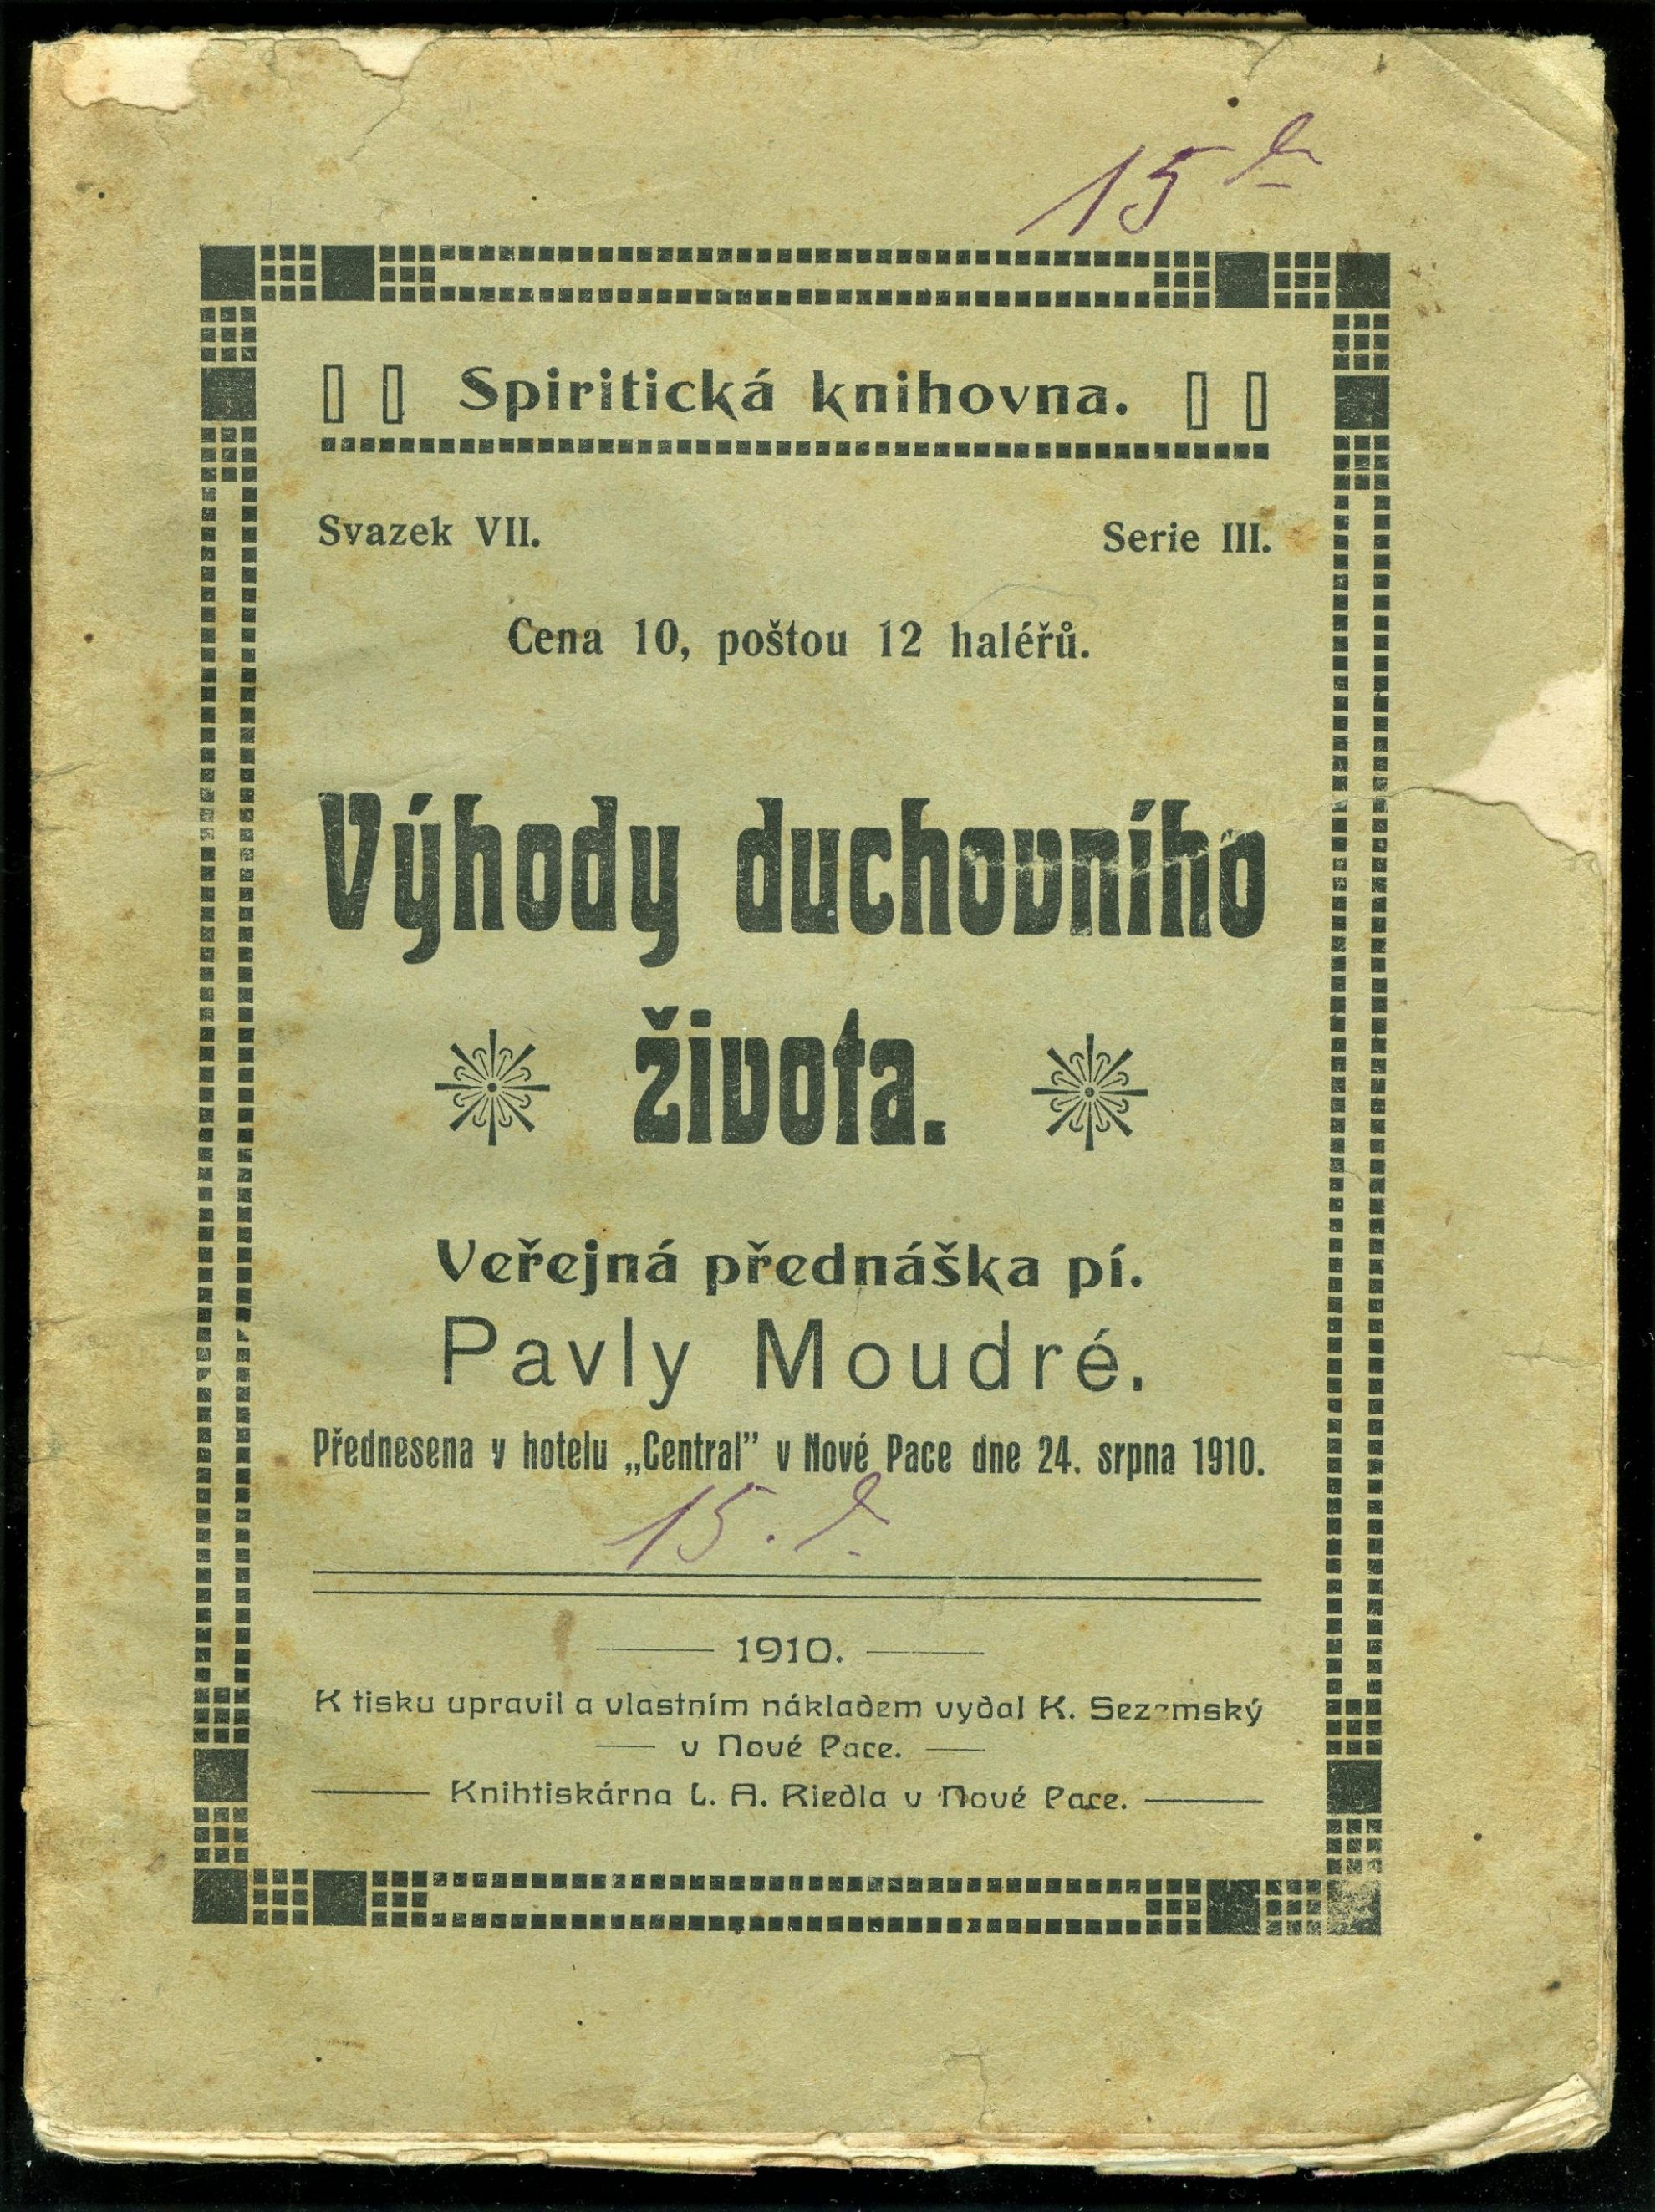 15 h
Spiritická knihovna.
Svazek VII. Serie III.
Cena 10, poštou 12 haléřů.
Výhody duchovního
života.
Veřejná přednáška pí.
Pavly Moudré.
Přednesena v hotelu „Central” v Nové Pace dne 24. srpna 1910.
15. h
1910.
K tisku upravil a vlastním nákladem vydal K. Sezemský
v Nové Pace.
Knihtiskárna L. A. Riedla v Nové Pace.